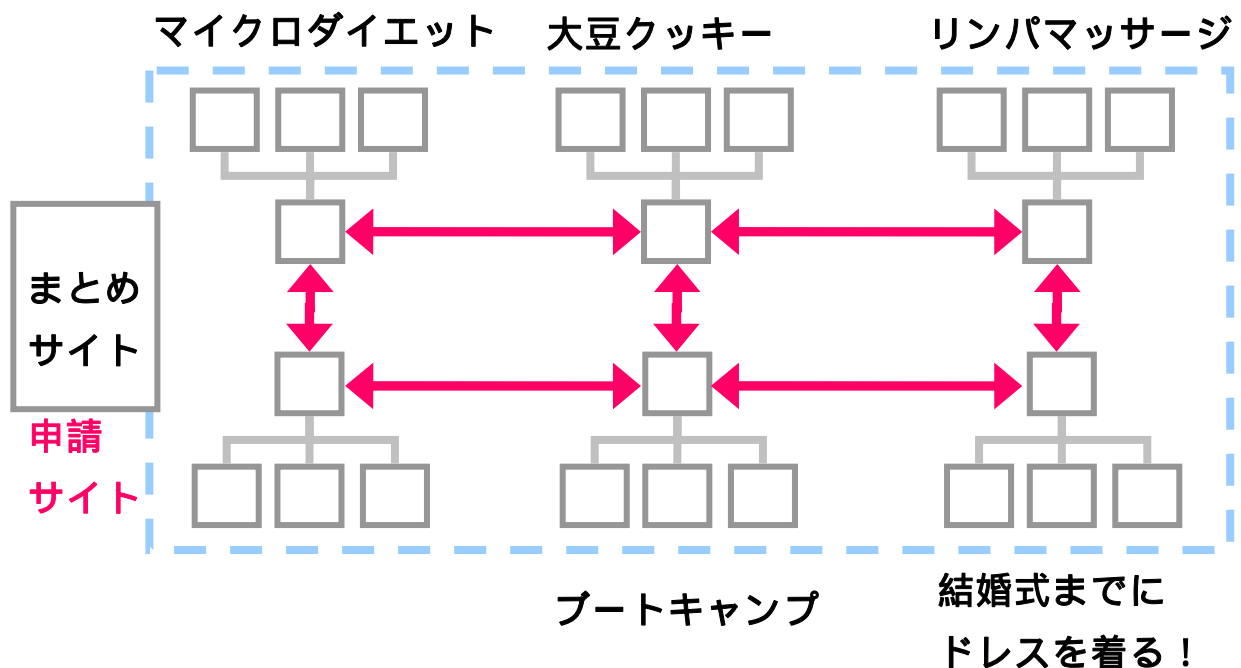 マイクロダイエット
大豆クッキー
リンパマッサージ
まとめ
サイト
申請
サイト
ブートキャンプ
結婚式までに
ドレスを着る！